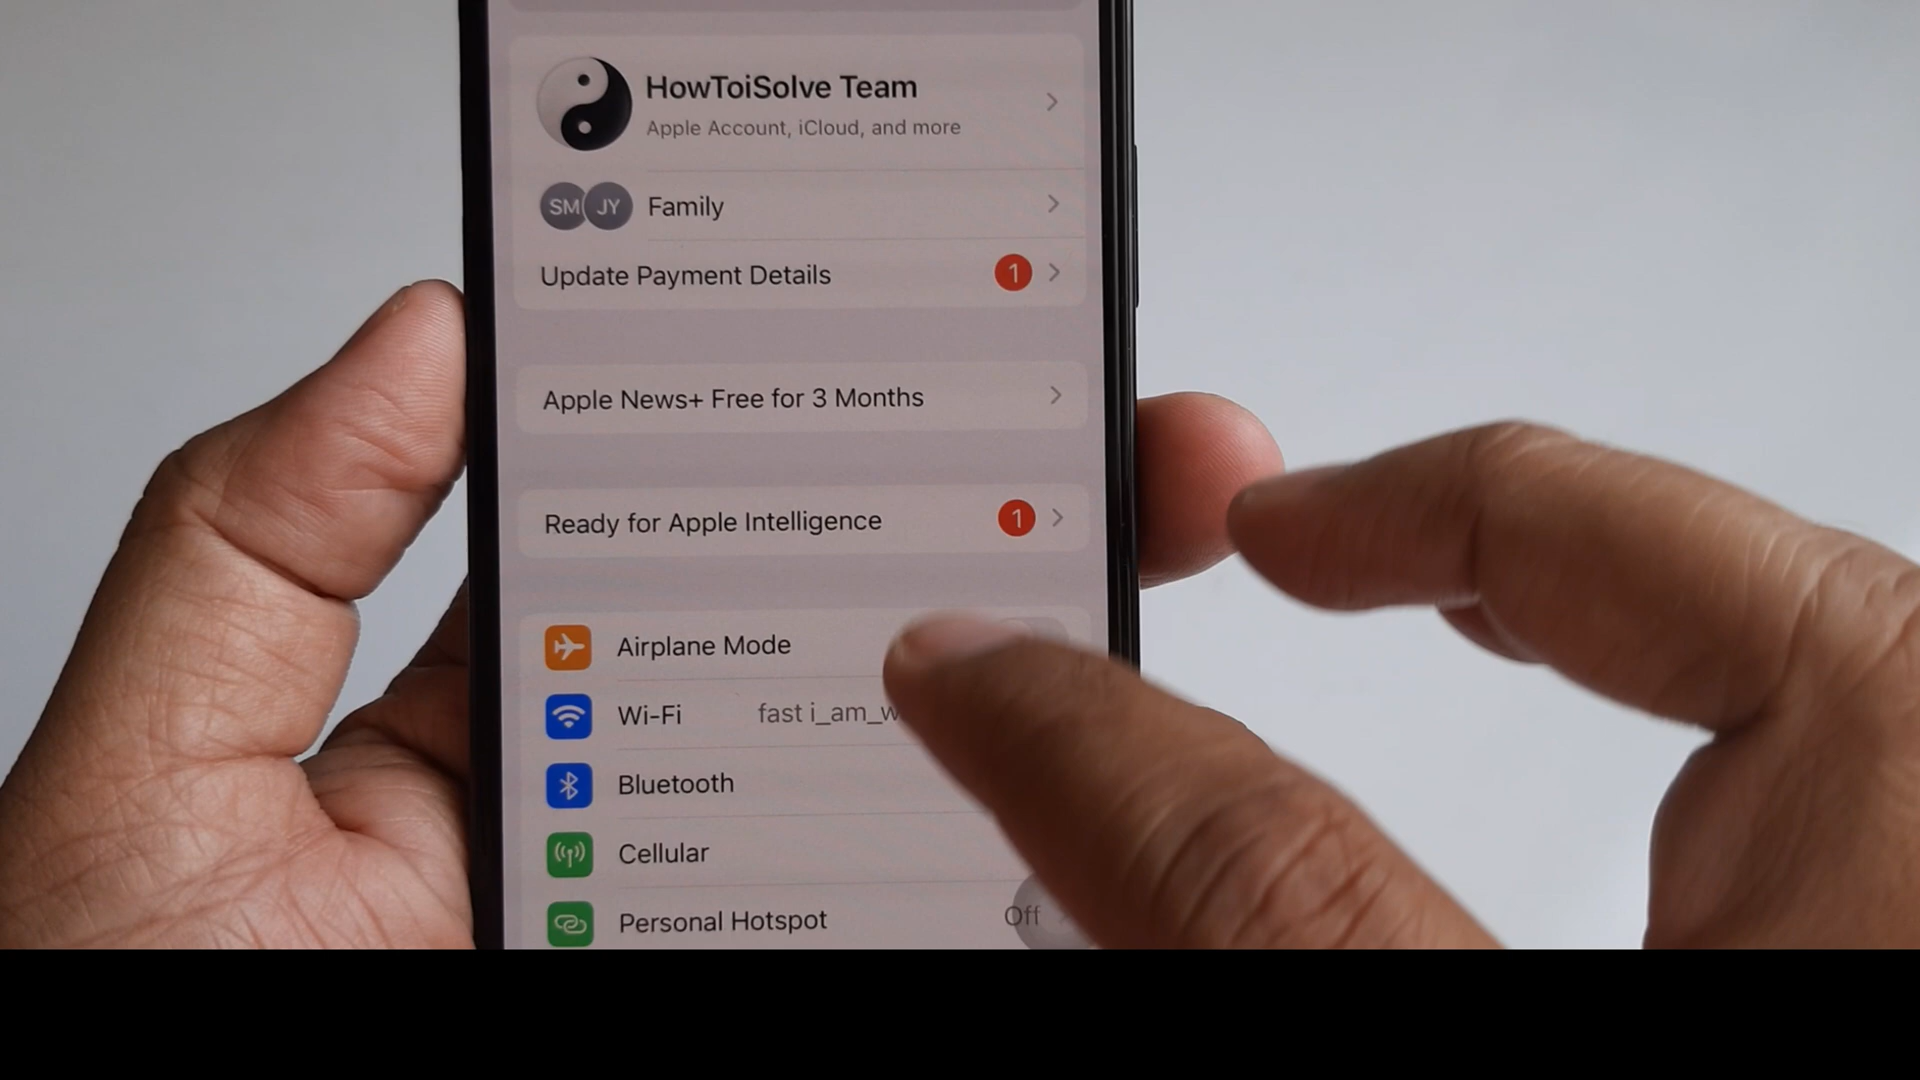 HowToiSolve Team
Apple Account, iCloud, and more
SM JY Family
Update Payment Details 1
Apple News+ Free for 3 Months
Ready for Apple Intelligence 1
Airplane Mode
Wi-Fi fast
Bluetooth
Cellular
Personal Hotspot Off